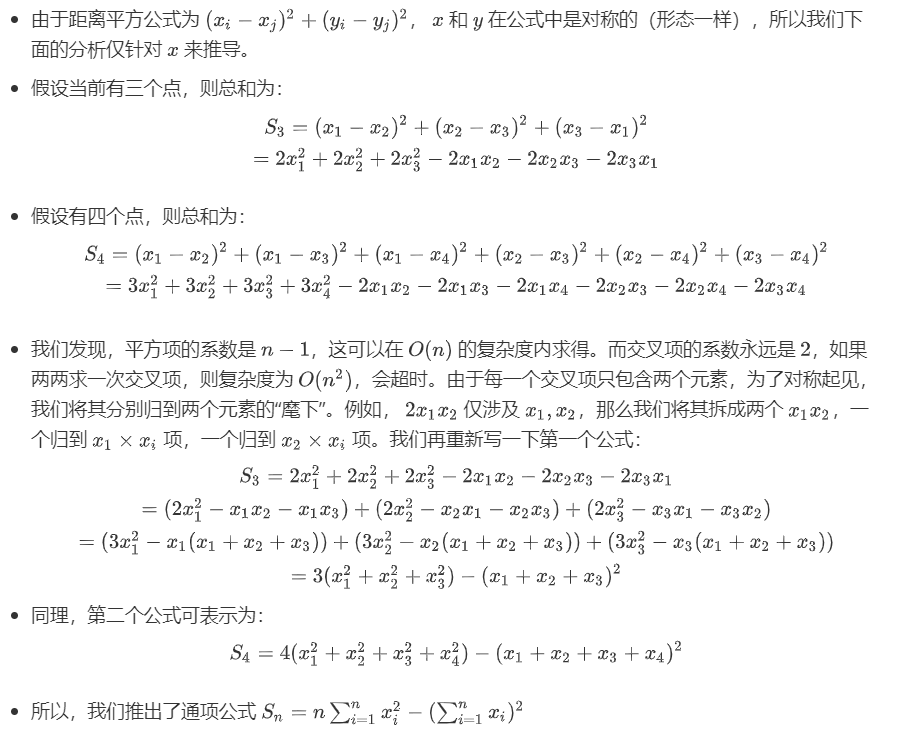 • 由于距离平方公式为 $(x_i - x_j)^2 + (y_i - y_j)^2$， $x$ 和 $y$ 在公式中是对称的（形态一样）, 所以我们下
面的分析仅针对 $x$ 来推导。
• 假设当前有三个点，则总和为：
$S_3 = (x_1 - x_2)^2 + (x_2 - x_3)^2 + (x_3 - x_1)^2$
$= 2x_1^2 + 2x_2^2 + 2x_3^2 - 2x_1x_2 - 2x_2x_3 - 2x_3x_1$
• 假设有四个点，则总和为：
$S_4 = (x_1 - x_2)^2 + (x_1 - x_3)^2 + (x_1 - x_4)^2 + (x_2 - x_3)^2 + (x_2 - x_4)^2 + (x_3 - x_4)^2$
$= 3x_1^2 + 3x_2^2 + 3x_3^2 + 3x_4^2 - 2x_1x_2 - 2x_1x_3 - 2x_1x_4 - 2x_2x_3 - 2x_2x_4 - 2x_3x_4$
• 我们发现，平方项的系数是 $n - 1$，这可以在 $O(n)$ 的复杂度内求得。而交叉项的系数永远是 $2$，如果
两两求一次交叉项，则复杂度为 $O(n^2)$，会超时。由于每一个交叉项只包含两个元素，为了对称起见，
我们将其分别归到两个元素的“麾下”。例如， $2x_1x_2$ 仅涉及 $x_1, x_2$，那么我们将其拆成两个 $x_1x_2$，一
个归到 $x_1 \times x_i$ 项，一个归到 $x_2 \times x_i$ 项。我们再重新写一下第一个公式：
$S_3 = 2x_1^2 + 2x_2^2 + 2x_3^2 - 2x_1x_2 - 2x_2x_3 - 2x_3x_1$
$= (2x_1^2 - x_1x_2 - x_1x_3) + (2x_2^2 - x_2x_1 - x_2x_3) + (2x_3^2 - x_3x_1 - x_3x_2)$
$= (3x_1^2 - x_1(x_1 + x_2 + x_3)) + (3x_2^2 - x_2(x_1 + x_2 + x_3)) + (3x_3^2 - x_3(x_1 + x_2 + x_3))$
$= 3(x_1^2 + x_2^2 + x_3^2) - (x_1 + x_2 + x_3)^2$
• 同理，第二个公式可表示为：
$S_4 = 4(x_1^2 + x_2^2 + x_3^2 + x_4^2) - (x_1 + x_2 + x_3 + x_4)^2$
• 所以，我们推出了通项公式 $S_n = n\sum_{i=1}^n x_i^2 - (\sum_{i=1}^n x_i)^2$